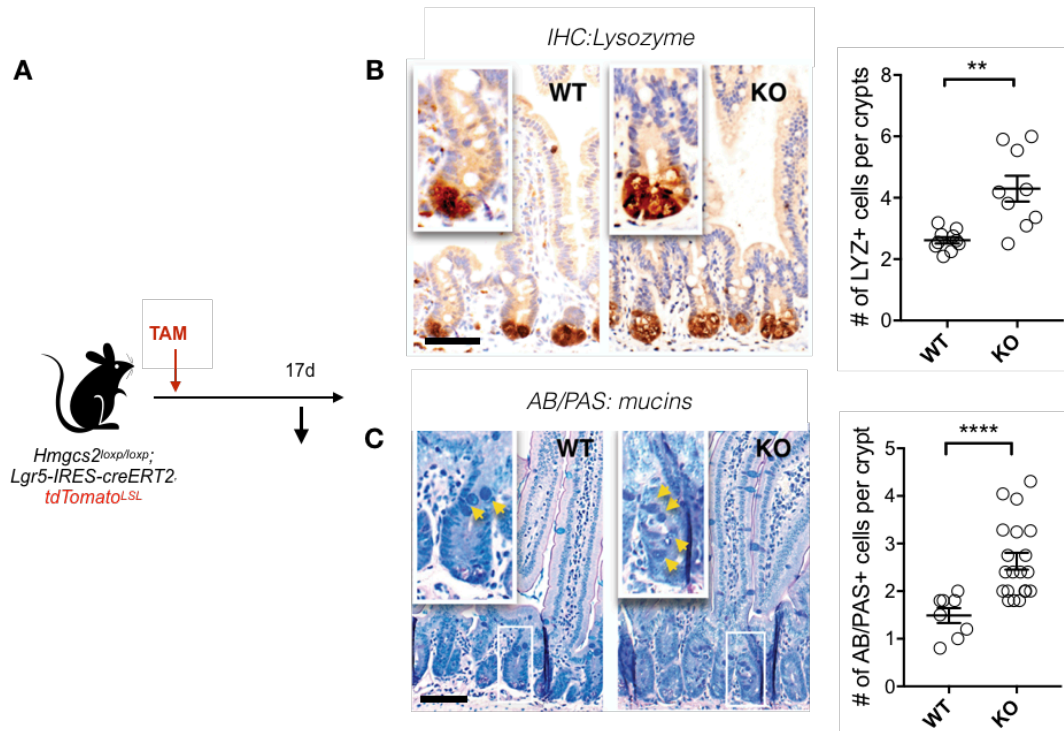 A
TAM
17d
Hmgcs2loxp/loxp;
Lgr5-IRES-creERT2,
tdTomatoLSL
IHC:Lysozyme
B
WT
KO
**
# of LYZ+ cells per crypts
8
6
4
2
0
WT
KO
AB/PAS: mucins
C
WT
KO
****
# of AB/PAS+ cells per crypt
5
4
3
2
1
0
WT
KO